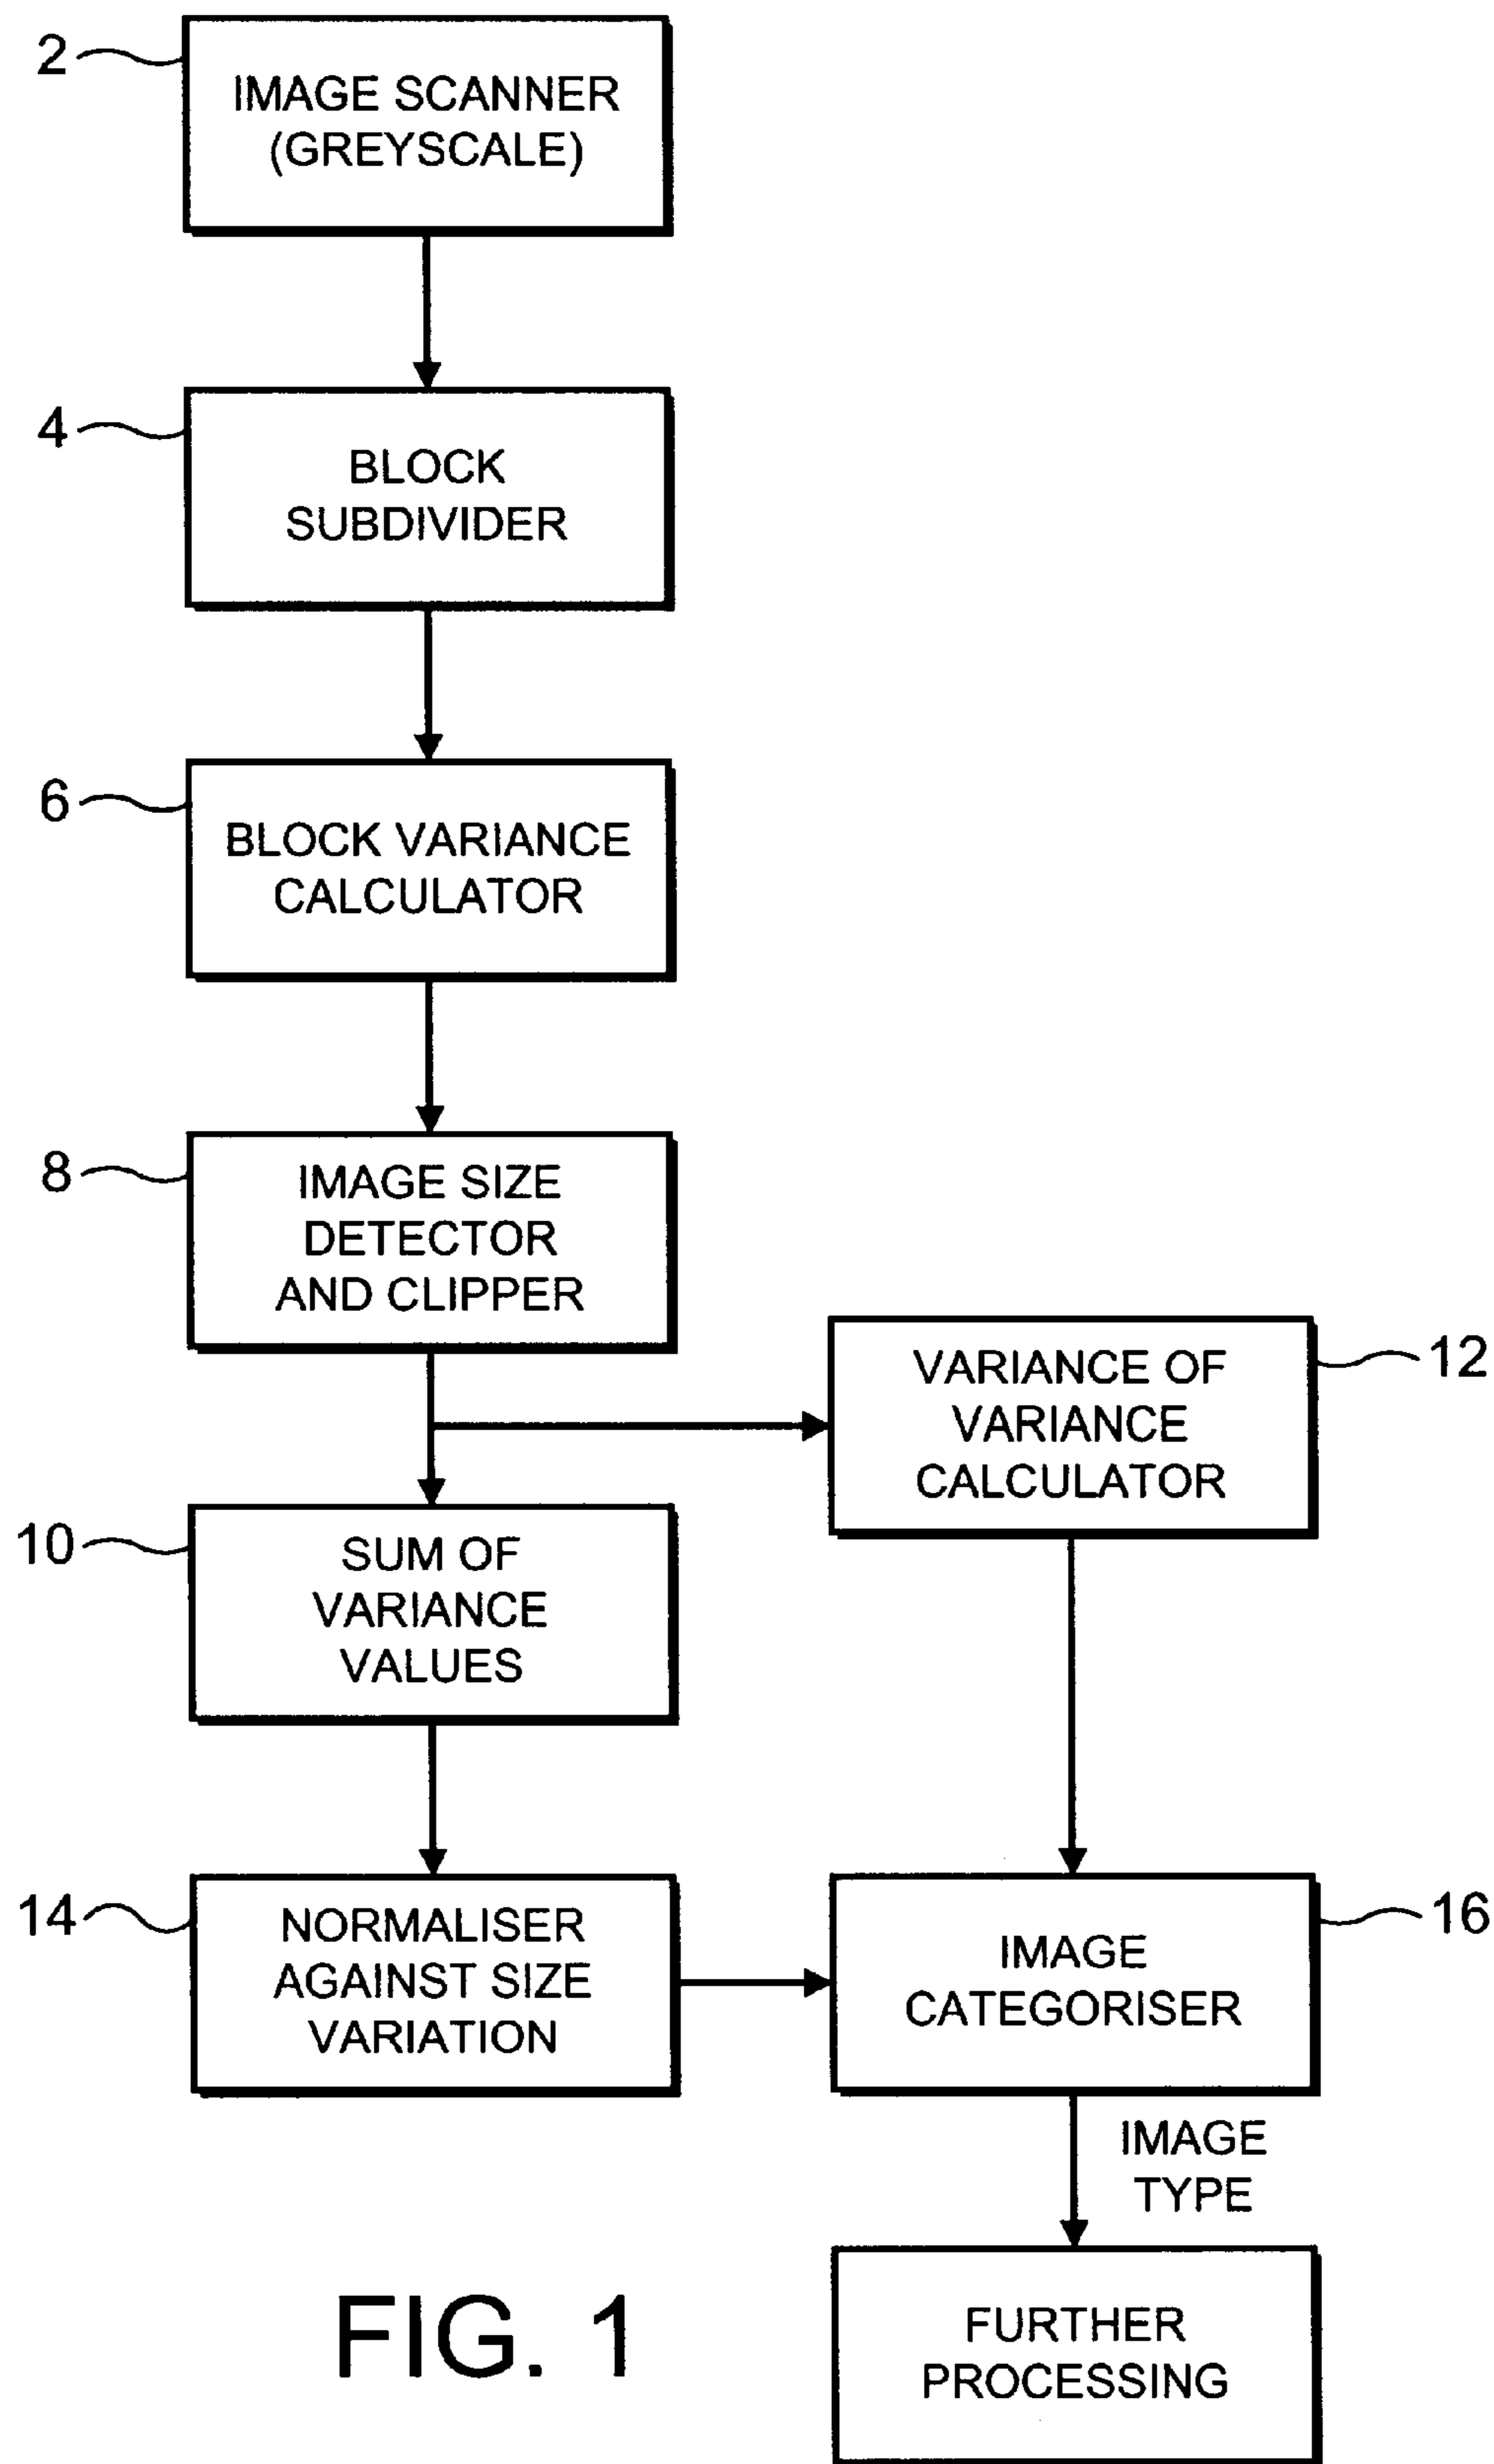 2
IMAGE SCANNER
(GREYSCALE)
4
BLOCK
SUBDIVIDER
6
BLOCK VARIANCE
CALCULATOR
8
IMAGE SIZE
DETECTOR
AND CLIPPER
12
VARIANCE OF
VARIANCE
CALCULATOR
10
SUM OF
VARIANCE
VALUES
14
NORMALISER
AGAINST SIZE
VARIATION
16
IMAGE
CATEGORISER
IMAGE
TYPE
FURTHER
PROCESSING
FIG. 1